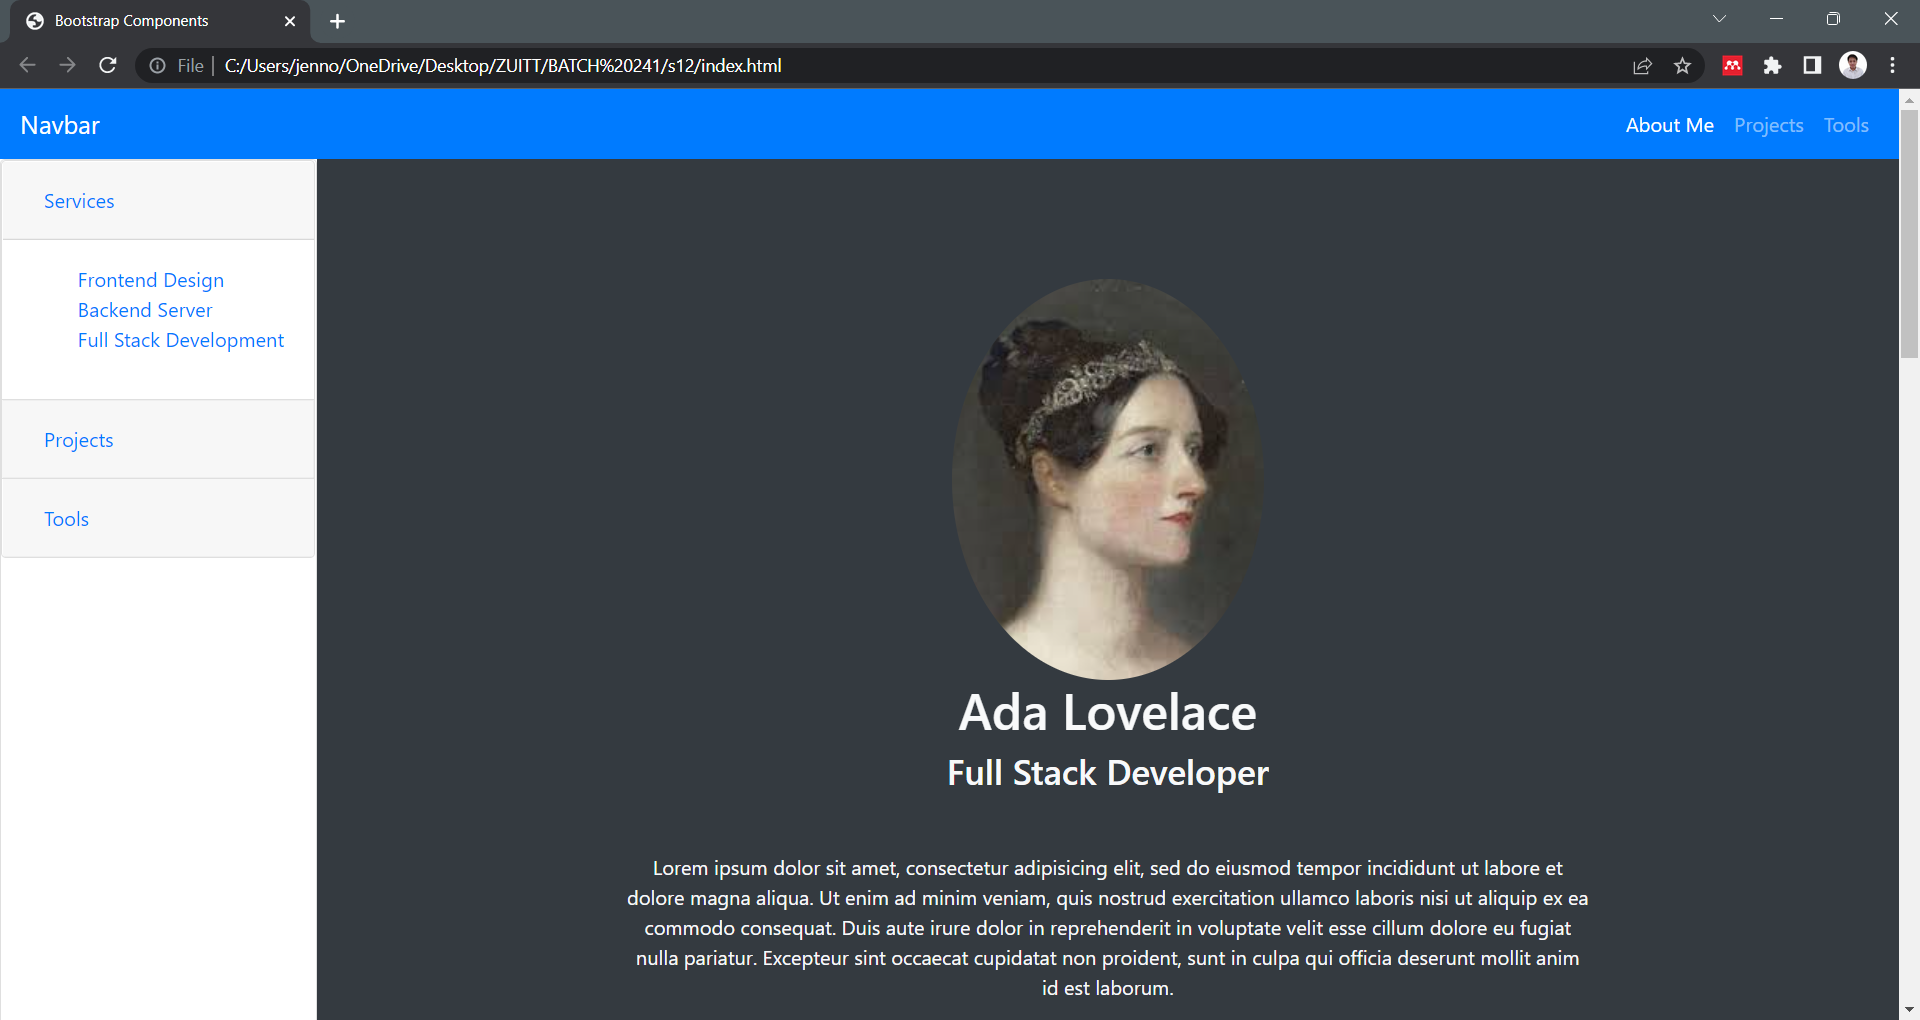 Bootstrap Components
File | C:/Users/jenno/OneDrive/Desktop/ZUITT/BATCH%20241/s12/index.html
Navbar
About Me Projects Tools
Services
Frontend Design
Backend Server
Full Stack Development
Projects
Tools
Ada Lovelace
Full Stack Developer
Lorem ipsum dolor sit amet, consectetur adipisicing elit, sed do eiusmod tempor incididunt ut labore et
dolore magna aliqua. Ut enim ad minim veniam, quis nostrud exercitation ullamco laboris nisi ut aliquip ex ea
commodo consequat. Duis aute irure dolor in reprehenderit in voluptate velit esse cillum dolore eu fugiat
nulla pariatur. Excepteur sint occaecat cupidatat non proident, sunt in culpa qui officia deserunt mollit anim
id est laborum.